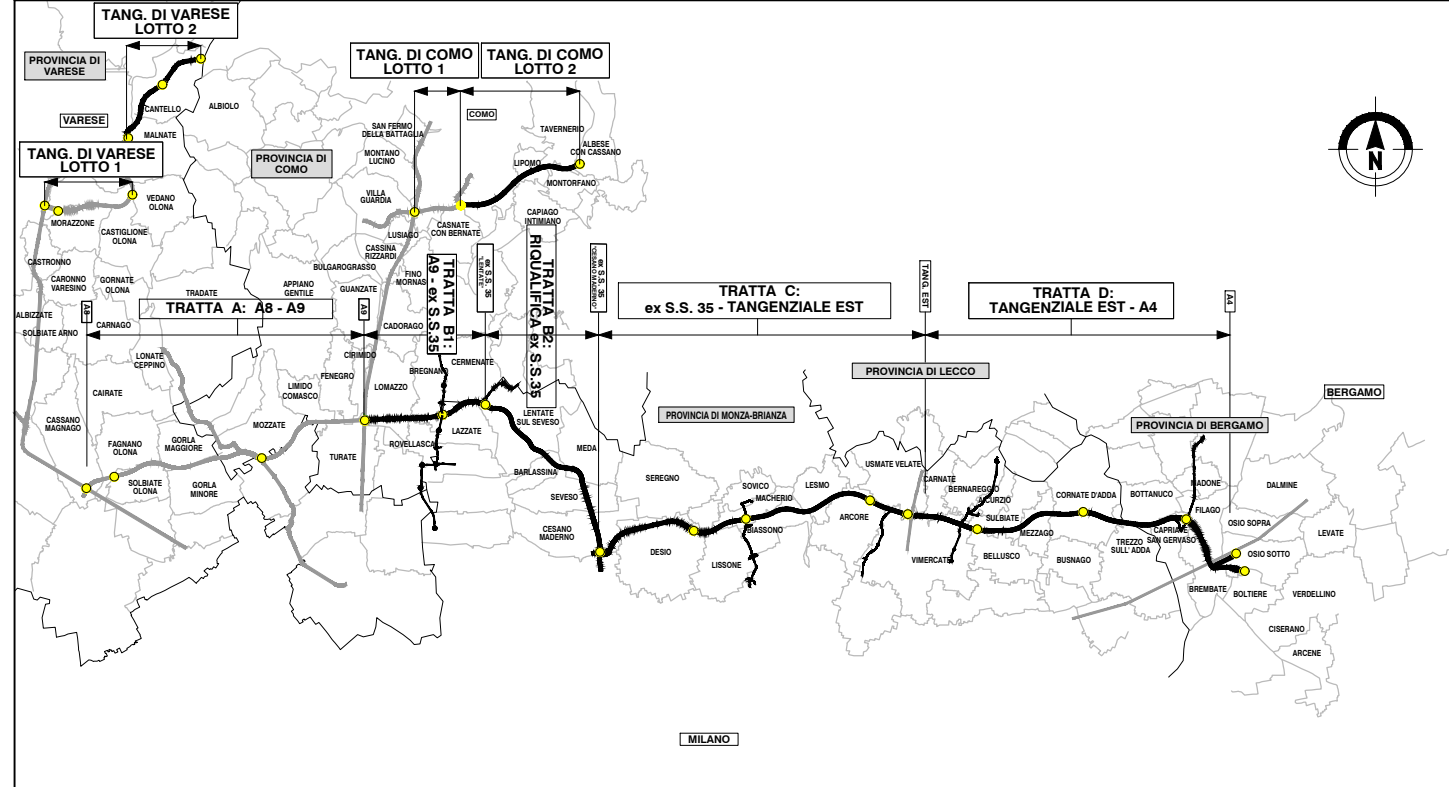 TANG. DI VARESE
LOTTO 2
PROVINCIA DI
VARESE
TANG. DI COMO
LOTTO 1
TANG. DI COMO
LOTTO 2
CANTELLO
ALBIOLO
VARESE
COMO
MALNATE
SAN FERMO
DELLA BATTAGLIA
TAVERNERIO
ALBESE
CON CASSANO
N
TANG. DI VARESE
LOTTO 1
PROVINCIA DI
COMO
MONTANO
LUCINO
LIPOMO
MONTORFANO
VEDANO
OLONA
VILLA
GUARDIA
MORAZZONE
CASTIGLIONE
OLONA
LUSIAGO
CASNATE
CON BERNATE
CAPIAGO
INTIMIANO
CASTRONNO
CASSINA
RIZZARDI
BULGAROGRASSO
FINO
MORNAS
CARONNO
VARESINO
GORNATE
OLONA
TRADATE
APPIANO
GENTILE
GUANZATE
TRATTA B1:
A9 - ex S.S.35
ex S.S. 35
"LENTATE"
TRATTA B2:
RIQUALIFICA ex S.S.35
ex S.S. 35
"CESANO MADERNO"
TRATTA C:
ex S.S. 35 - TANGENZIALE EST
TANG. EST
TRATTA D:
TANGENZIALE EST - A4
A4
ALBIZZATE
A8
TRATTA A: A8 - A9
A9
SOLBIATE ARNO
CARNAGO
CADORAGO
LONATE
CEPPINO
CIRIMIDO
FENEGRO
BREGNANO
CERMENATE
CAIRATE
LIMIDO
COMASCO
LOMAZZO
PROVINCIA DI LECCO
BERGAMO
CASSANO
MAGNAGO
MOZZATE
LENTATE
SUL SEVESO
PROVINCIA DI MONZA-BRIANZA
PROVINCIA DI BERGAMO
FAGNANO
OLONA
GORLA
MAGGIORE
ROVELLASCA
LAZZATE
MEDA
TURATE
SOLBIATE
OLONA
GORLA
MINORE
BARLASSINA
SEREGNO
SOVICO
LESMO
USMATE VELATE
CARNATE
BERNAREGGIO
SEVESO
MACHERIO
AICURZIO
CORNATE D'ADDA
BOTTANUCO
MADONE
DALMINE
CESANO
MADERNO
BIASSONO
ARCORE
SULBIATE
MEZZAGO
FILAGO
OSIO SOPRA
CAPRIATE
SAN GERVASO
DESIO
LISSONE
VIMERCATE
BELLUSCO
BUSNAGO
TREZZO
SULL' ADDA
OSIO SOTTO
LEVATE
BREMBATE
BOLTIERE
VERDELLINO
CISERANO
ARCENE
MILANO